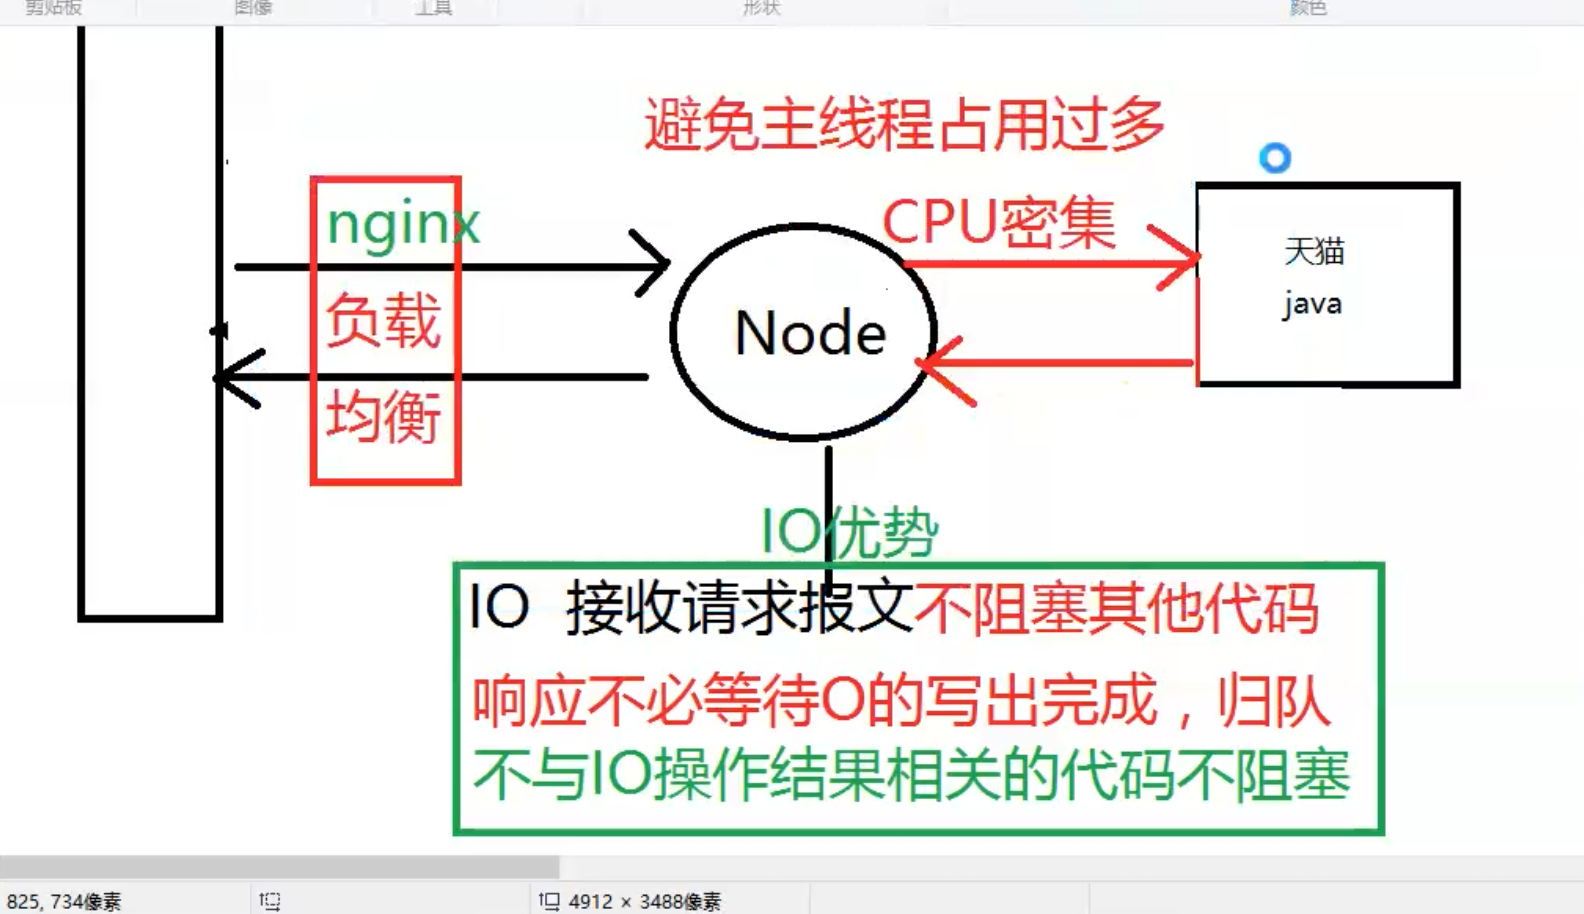 剪贴板
图像
工具
形状
颜色
避免主线程占用过多
nginx
负载
均衡
Node
CPU密集
天猫
java
IO优势
IO 接收请求报文不阻塞其他代码
响应不必等待O的写出完成，归队
不与IO操作结果相关的代码不阻塞
825, 734像素
4912 × 3488像素